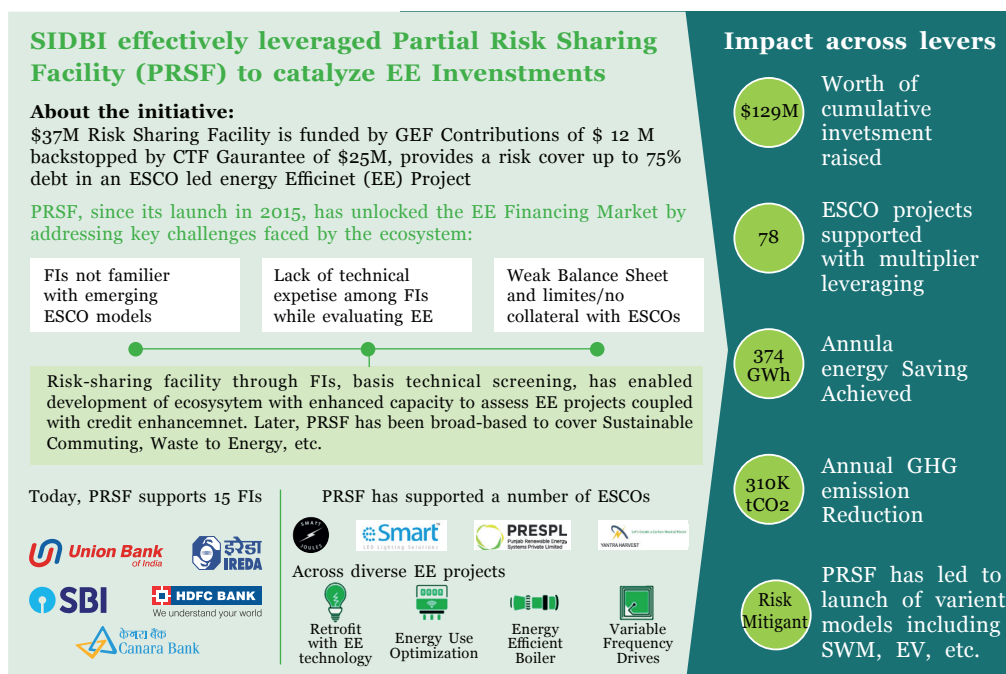 SIDBI effectively leveraged Partial Risk Sharing
Facility (PRSF) to catalyze EE Invenstments
About the initiative:
$37M Risk Sharing Facility is funded by GEF Contributions of $ 12 M
backstopped by CTF Gaurantee of $25M, provides a risk cover up to 75%
debt in an ESCO led energy Efficinet (EE) Project
PRSF, since its launch in 2015, has unlocked the EE Financing Market by
addressing key challenges faced by the ecosystem:
FIs not familier
with emerging
ESCO models
Lack of technical
expetise among FIs
while evaluating EE
Weak Balance Sheet
and limites/no
collateral with ESCOs
Risk-sharing facility through FIs, basis technical screening, has enabled
development of ecosysytem with enhanced capacity to assess EE projects coupled
with credit enhancemnet. Later, PRSF has been broad-based to cover Sustainable
Commuting, Waste to Energy, etc.
Today, PRSF supports 15 FIs
Union Bank
of India
इरेडा
IREDA
SBI
HDFC BANK
We understand your world
केनरा बैंक
Canara Bank
PRSF has supported a number of ESCOs
SMART
JOULES
eSmart
LED Lighting Solutions
PRESPL
Punjab Renewable Energy
Systems Private Limited
YANTRA HARVEST
Across diverse EE projects
Retrofit
with EE
technology
Energy Use
Optimization
Energy
Efficient
Boiler
Variable
Frequency
Drives
Impact across levers
$129M
Worth of
cumulative
invetsment
raised
78
ESCO projects
supported
with multiplier
leveraging
374
GWh
Annula
energy Saving
Achieved
310K
tCO2
Annual GHG
emission
Reduction
Risk
Mitigant
PRSF has led to
launch of varient
models including
SWM, EV, etc.